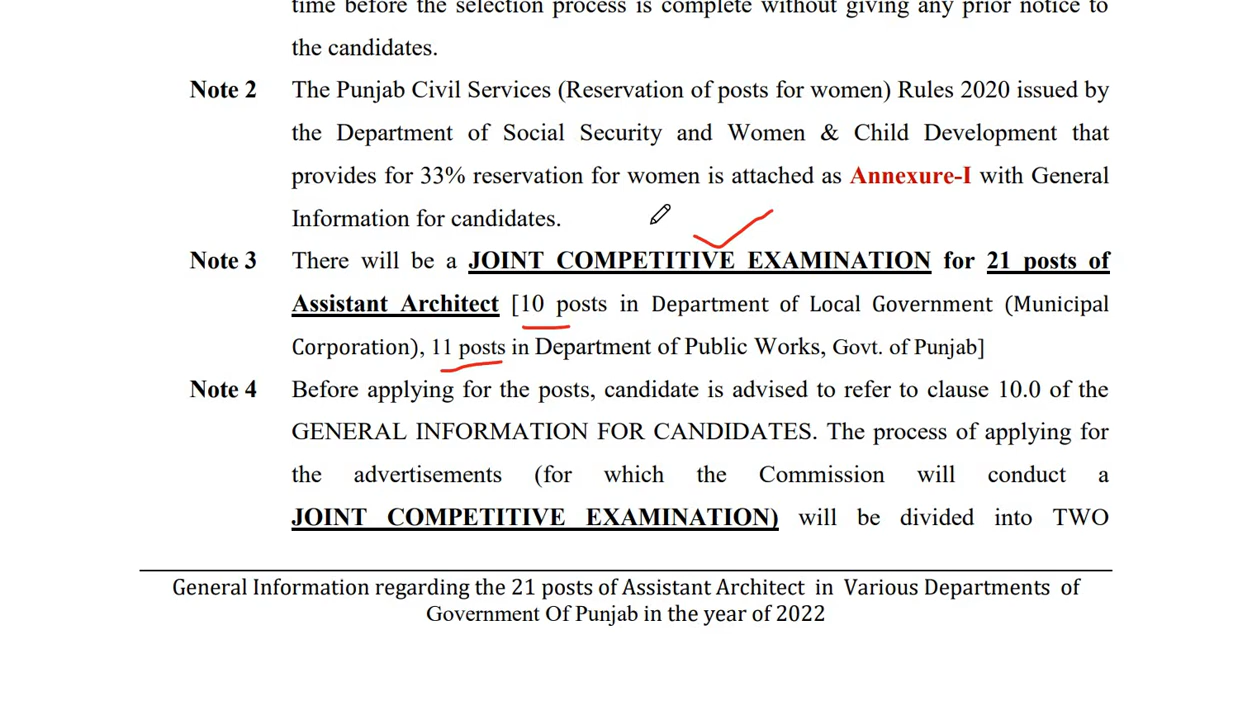 time before the selection process is complete without giving any prior notice to
the candidates.
Note 2 The Punjab Civil Services (Reservation of posts for women) Rules 2020 issued by
the Department of Social Security and Women & Child Development that
provides for 33% reservation for women is attached as Annexure-I with General
Information for candidates.
Note 3 There will be a JOINT COMPETITIVE EXAMINATION for 21 posts of
Assistant Architect [10 posts in Department of Local Government (Municipal
Corporation), 11 posts in Department of Public Works, Govt. of Punjab]
Note 4 Before applying for the posts, candidate is advised to refer to clause 10.0 of the
GENERAL INFORMATION FOR CANDIDATES. The process of applying for
the advertisements (for which the Commission will conduct a
JOINT COMPETITIVE EXAMINATION) will be divided into TWO
General Information regarding the 21 posts of Assistant Architect in Various Departments of
Government Of Punjab in the year of 2022